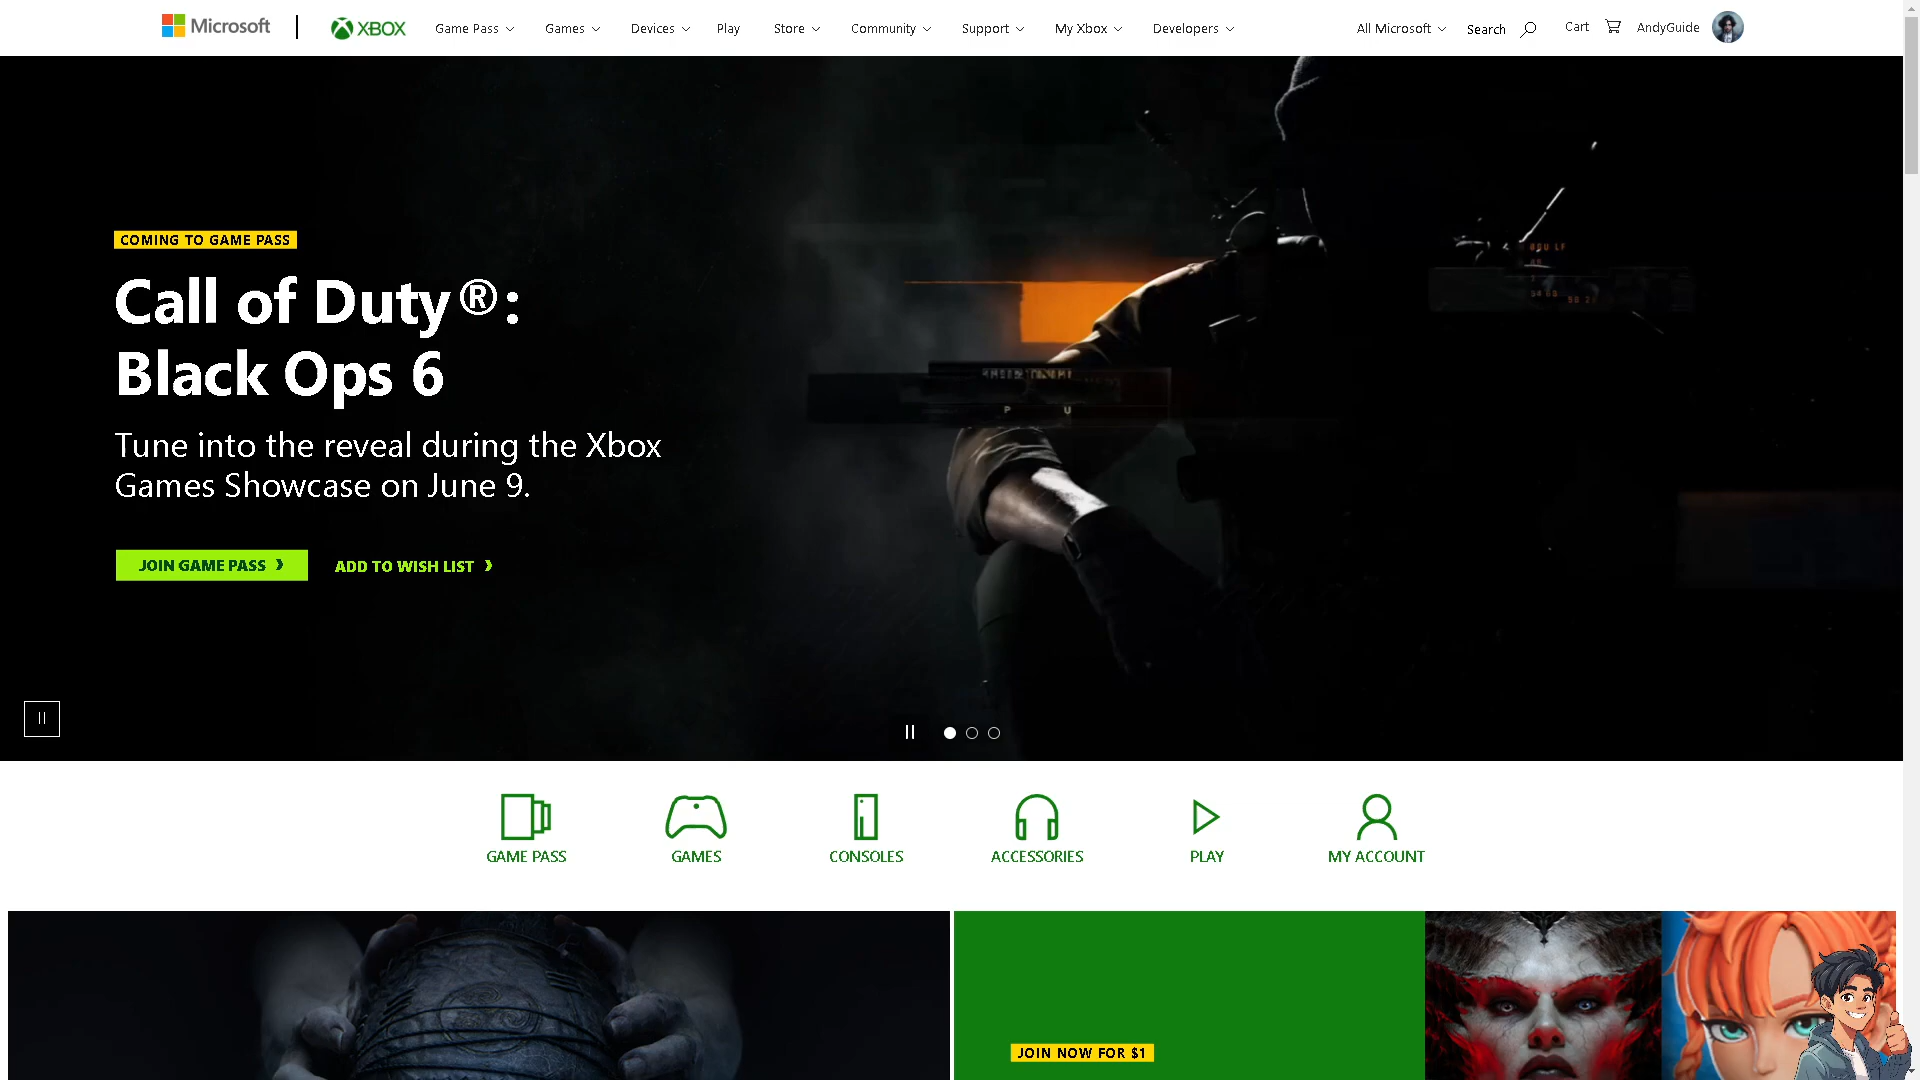 Microsoft
XBOX
Game Pass
Games
Devices
Play
Store
Community
Support
My Xbox
Developers
All Microsoft
Search
Cart
AndyGuide
COMING TO GAME PASS
Call of Duty®:
Black Ops 6
Tune into the reveal during the Xbox
Games Showcase on June 9.
JOIN GAME PASS
ADD TO WISH LIST
GAME PASS
GAMES
CONSOLES
ACCESSORIES
PLAY
MY ACCOUNT
JOIN NOW FOR $1